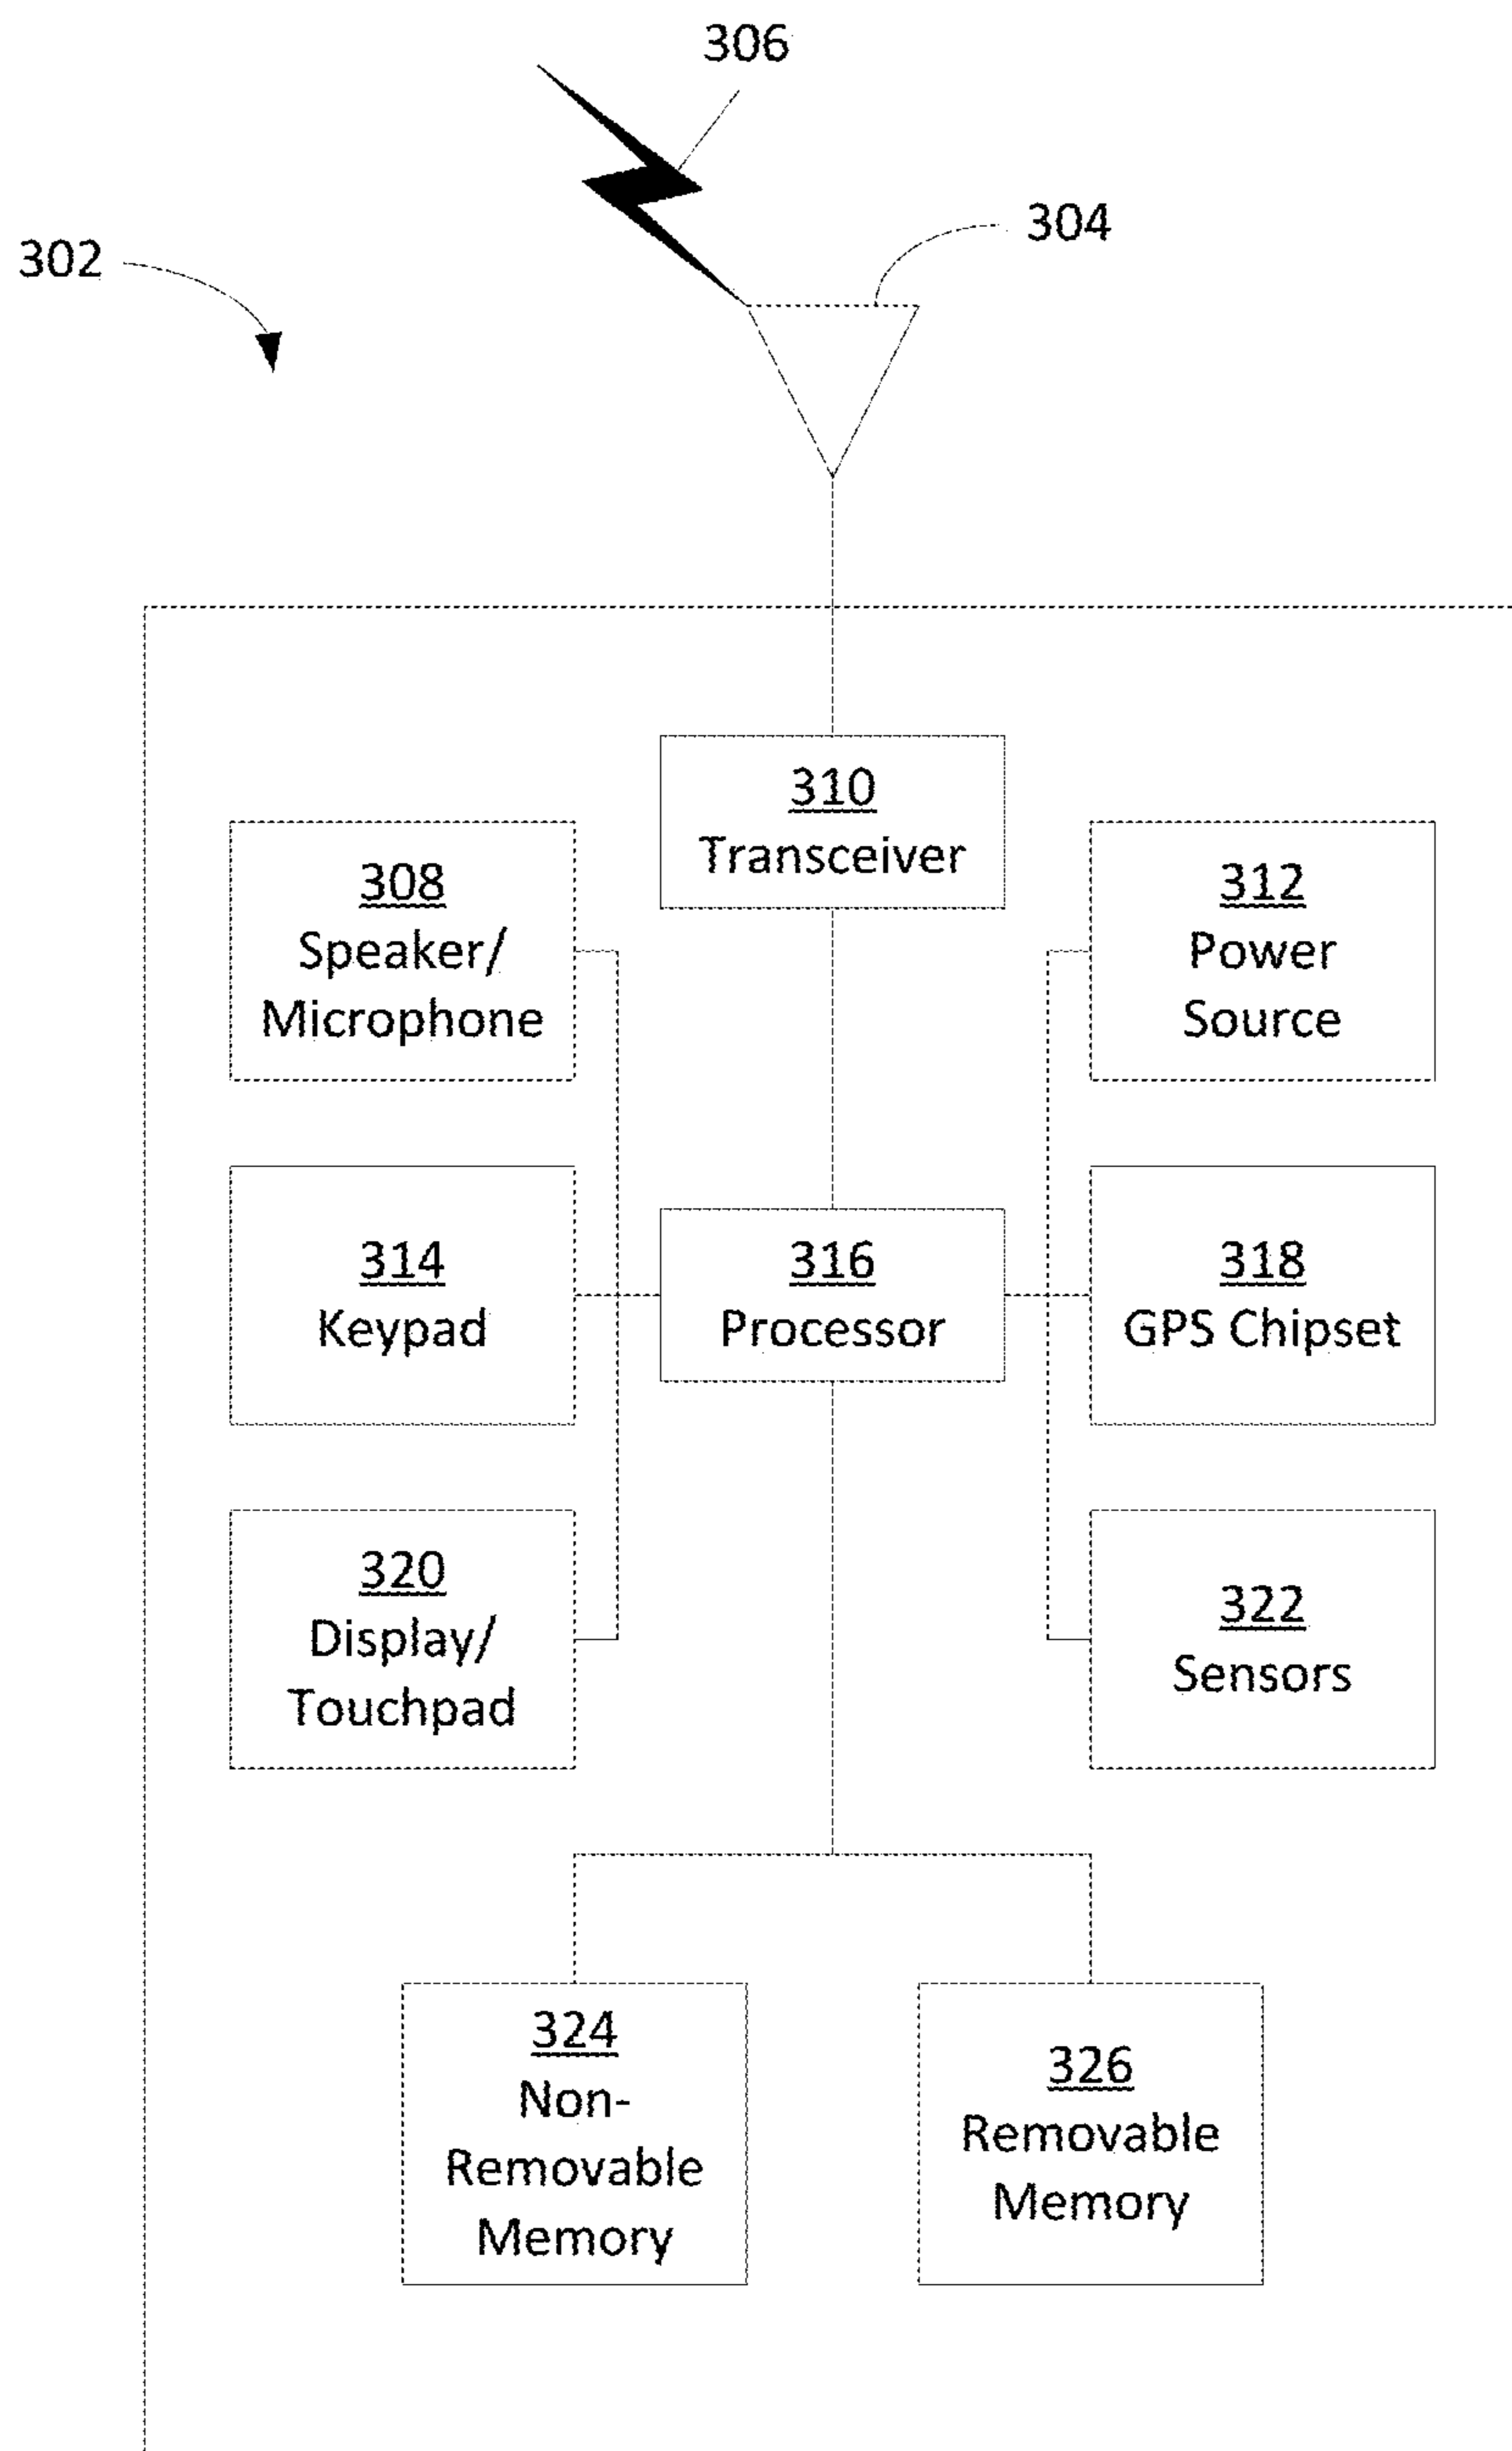 306
304
302
310
Transceiver
308
Speaker/
Microphone
312
Power
Source
314
Keypad
316
Processor
318
GPS Chipset
320
Display/
Touchpad
322
Sensors
324
Non-
Removable
Memory
326
Removable
Memory